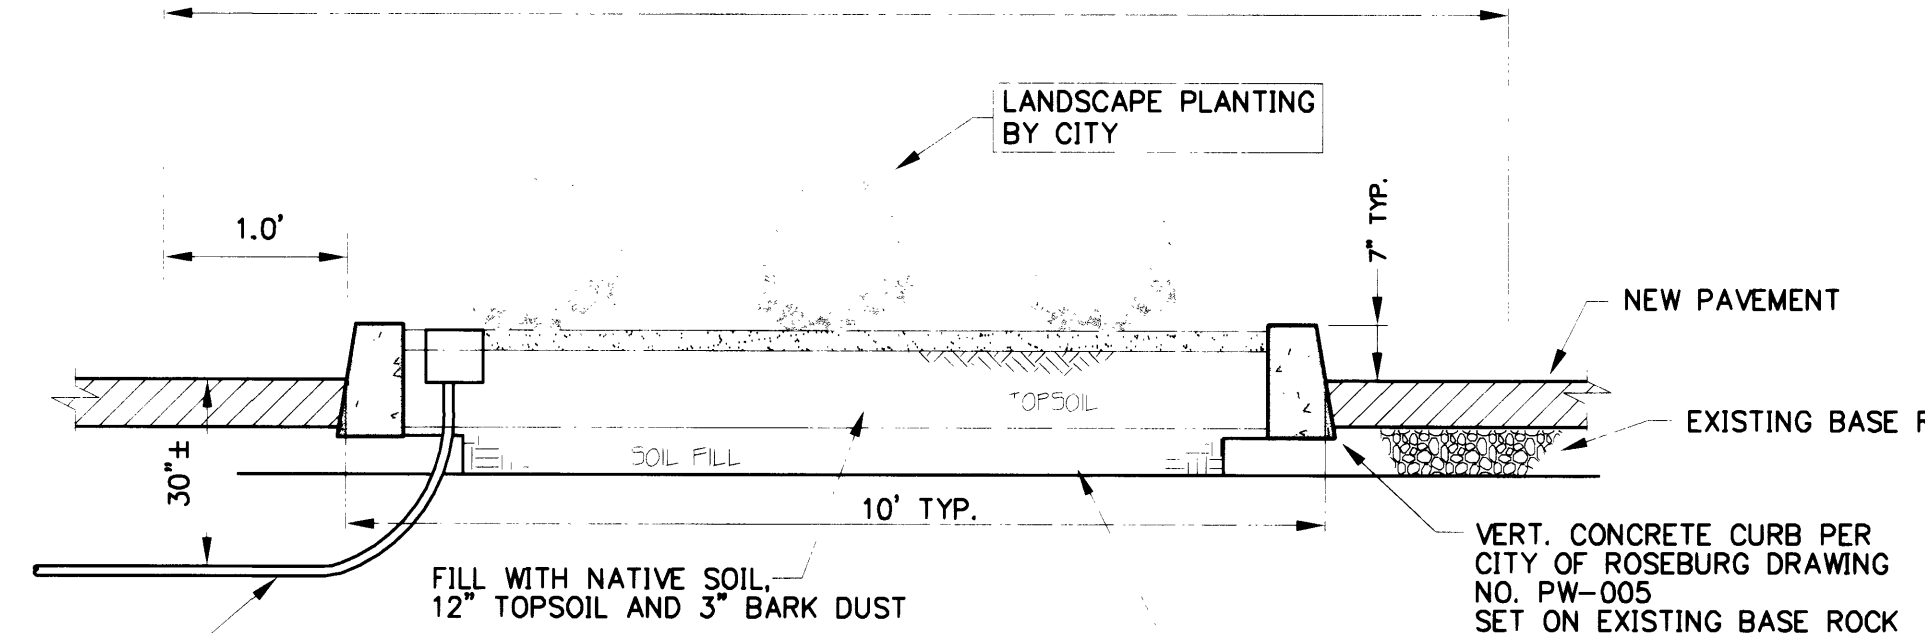 LANDSCAPE PLANTING
BY CITY
1.0'
7" TYP.
NEW PAVEMENT
TOPSOIL
EXISTING BASE R
SOIL FILL
30"±
10' TYP.
FILL WITH NATIVE SOIL,
12" TOPSOIL AND 3" BARK DUST
VERT. CONCRETE CURB PER
CITY OF ROSEBURG DRAWING
NO. PW-005
SET ON EXISTING BASE ROCK